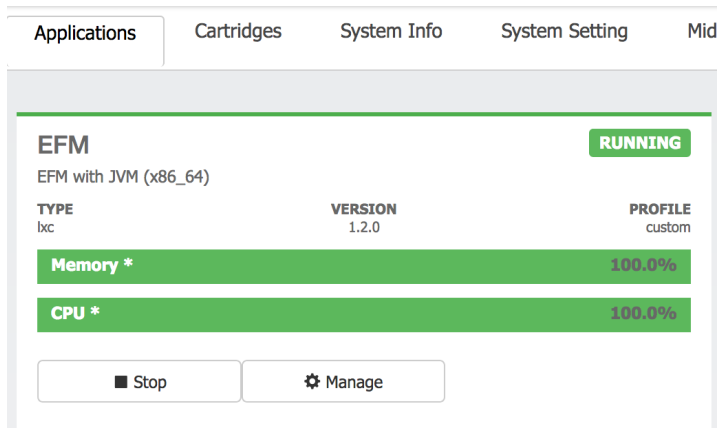 Applications Cartridges System Info System Setting Mid
EFM RUNNING
EFM with JVM (x86_64)
TYPE VERSION PROFILE
lxc 1.2.0 custom
Memory * 100.0%
CPU * 100.0%
Stop Manage